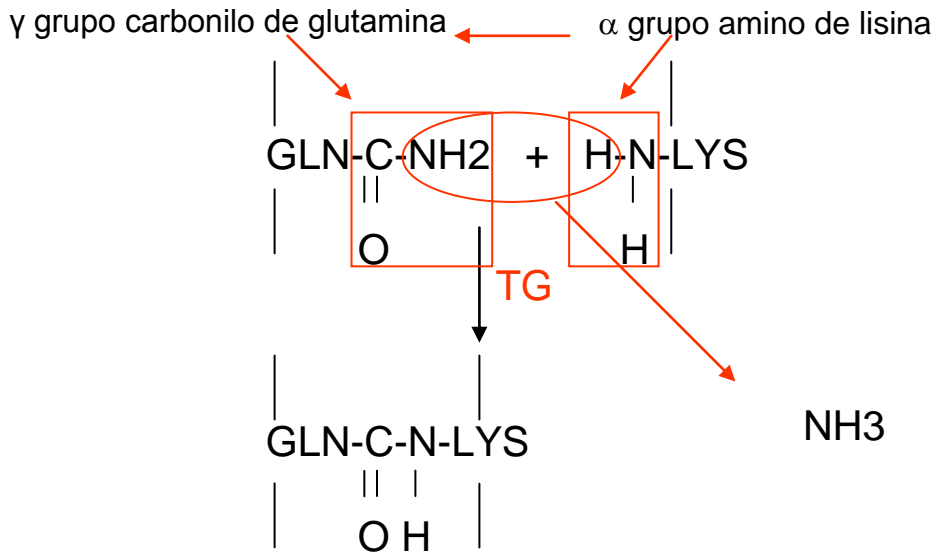 γ grupo carbonilo de glutamina α grupo amino de lisina
GLN-C-NH2 + H-N-LYS
O H
TG
NH3
GLN-C-N-LYS
O H